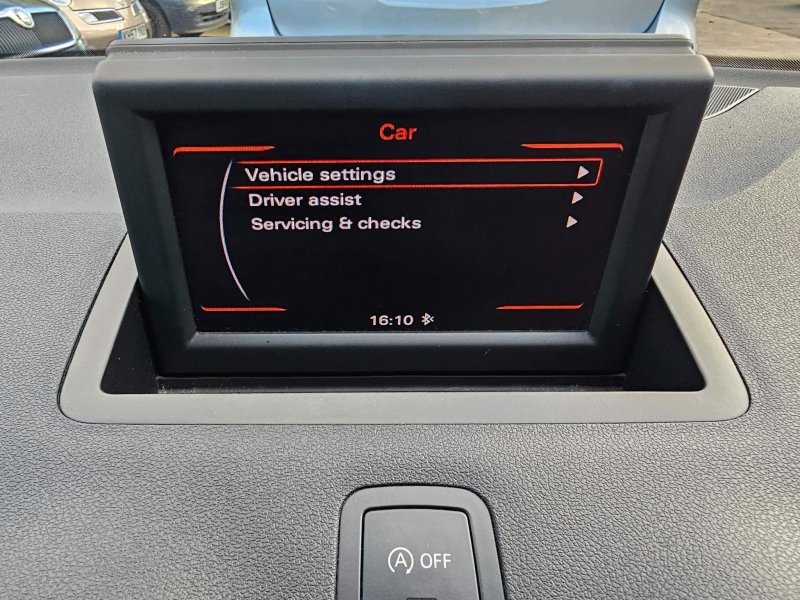 Car
Vehicle settings
Driver assist
Servicing & checks
16:10
A OFF